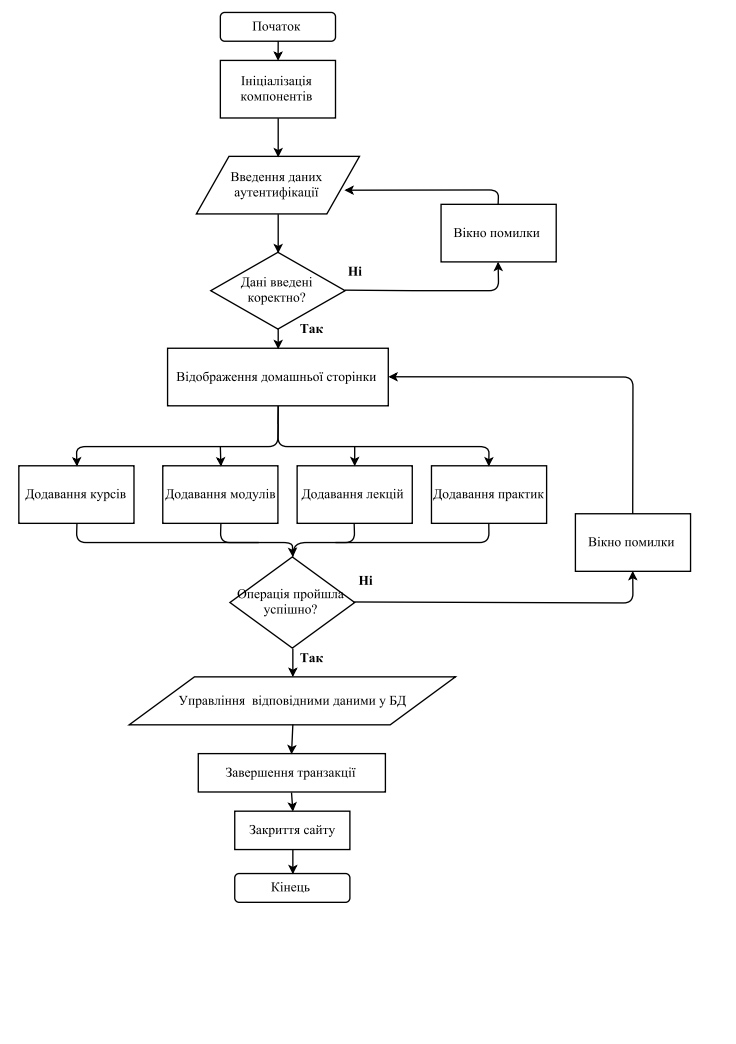 Початок
Ініціалізація
компонентів
Введення даних
аутентифікації
Вікно помилки
Ні
Дані введені
коректно?
Так
Відображення домашньої сторінки
Додавання курсів
Додавання модулів
Додавання лекцій
Додавання практик
Вікно помилки
Ні
Операція пройшла
успішно?
Так
Управління  відповідними даними у БД
Завершення транзакції
Закриття сайту
Кінець